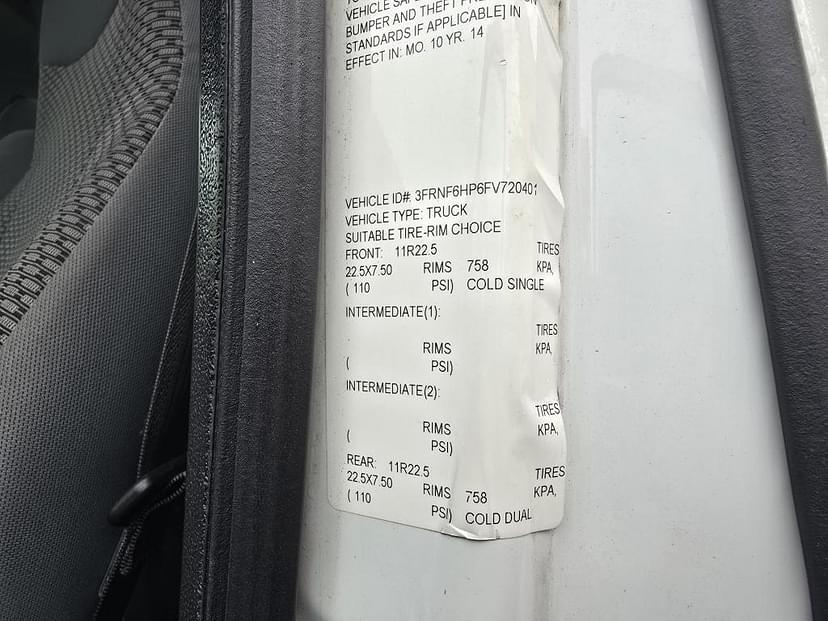 VEHICLE SAFE
BUMPER AND THEFT
STANDARDS IF APPLICABLE] IN
EFFECT IN: MO. 10 YR. 14
VEHICLE ID#: 3FRNF6HP6FV720401
VEHICLE TYPE: TRUCK
SUITABLE TIRE-RIM CHOICE
FRONT: 11R22.5 TIRES
22.5X7.50 RIMS 758 KPA,
( 110 PSI) COLD SINGLE
INTERMEDIATE(1):
TIRES
RIMS KPA,
( PSI)
INTERMEDIATE(2):
TIRES
RIMS KPA,
( PSI)
REAR: 11R22.5 TIRES
22.5X7.50 RIMS 758 KPA,
( 110 PSI) COLD DUAL